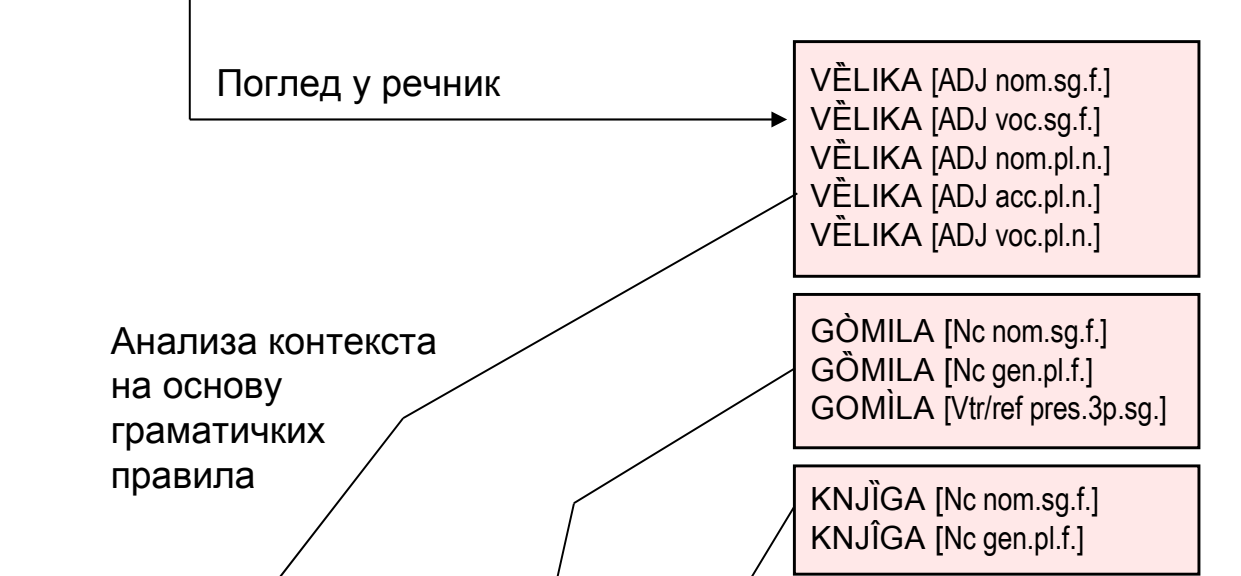 Поглед у речник
VȄLIKA [ADJ nom.sg.f.]
VȄLIKA [ADJ voc.sg.f.]
VȄLIKA [ADJ nom.pl.n.]
VȄLIKA [ADJ acc.pl.n.]
VȄLIKA [ADJ voc.pl.n.]
Анализа контекста
на основу
граматичких
правила
GÒMILA [Nc nom.sg.f.]
GȌMILA [Nc gen.pl.f.]
GOMÌLA [Vtr/ref pres.3p.sg.]
KNJȈGA [Nc nom.sg.f.]
KNJÎGA [Nc gen.pl.f.]